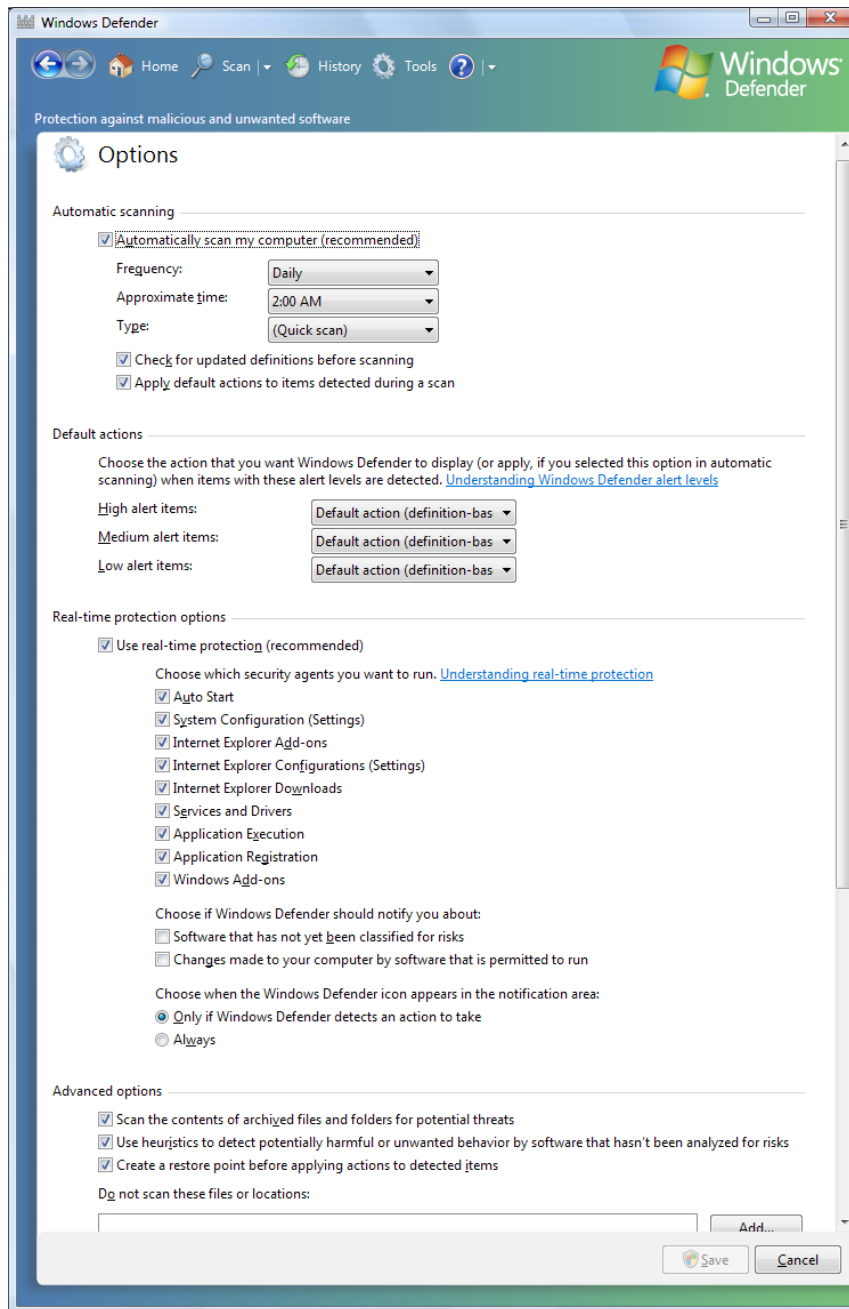 Windows Defender
Home Scan History Tools ?
Windows
Defender
Protection against malicious and unwanted software
Options
Automatic scanning
Automatically scan my computer (recommended)
Frequency: Daily
Approximate time: 2:00 AM
Type: (Quick scan)
Check for updated definitions before scanning
Apply default actions to items detected during a scan
Default actions
Choose the action that you want Windows Defender to display (or apply, if you selected this option in automatic
scanning) when items with these alert levels are detected. Understanding Windows Defender alert levels
High alert items: Default action (definition-bas
Medium alert items: Default action (definition-bas
Low alert items: Default action (definition-bas
Real-time protection options
Use real-time protection (recommended)
Choose which security agents you want to run. Understanding real-time protection
Auto Start
System Configuration (Settings)
Internet Explorer Add-ons
Internet Explorer Configurations (Settings)
Internet Explorer Downloads
Services and Drivers
Application Execution
Application Registration
Windows Add-ons
Choose if Windows Defender should notify you about:
Software that has not yet been classified for risks
Changes made to your computer by software that is permitted to run
Choose when the Windows Defender icon appears in the notification area:
Only if Windows Defender detects an action to take
Always
Advanced options
Scan the contents of archived files and folders for potential threats
Use heuristics to detect potentially harmful or unwanted behavior by software that hasn't been analyzed for risks
Create a restore point before applying actions to detected items
Do not scan these files or locations:
Add...
Save Cancel